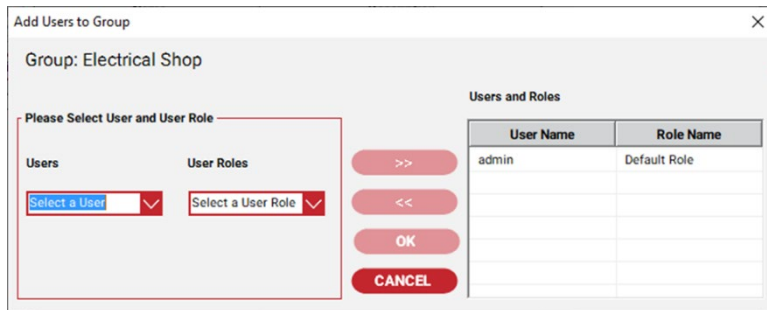 Add Users to Group
Group: Electrical Shop
Please Select User and User Role
Users
User Roles
Select a User
Select a User Role
>>
<<
OK
CANCEL
Users and Roles
User Name Role Name
admin Default Role